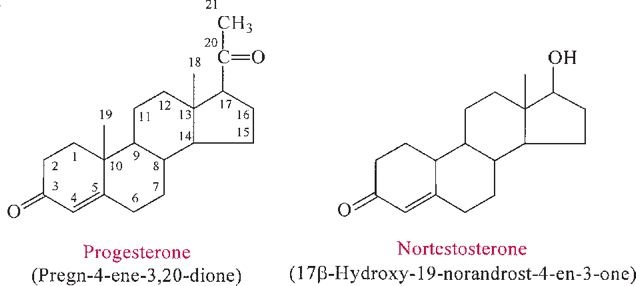 21
CH3
20
C=O
18
17
12
13
16
11
19
14
15
1
9
2
10
8
3
5
7
4
6
O
Progesterone
(Pregn-4-ene-3,20-dione)
OH
O
Nortestosterone
(17β-Hydroxy-19-norandrost-4-en-3-one)